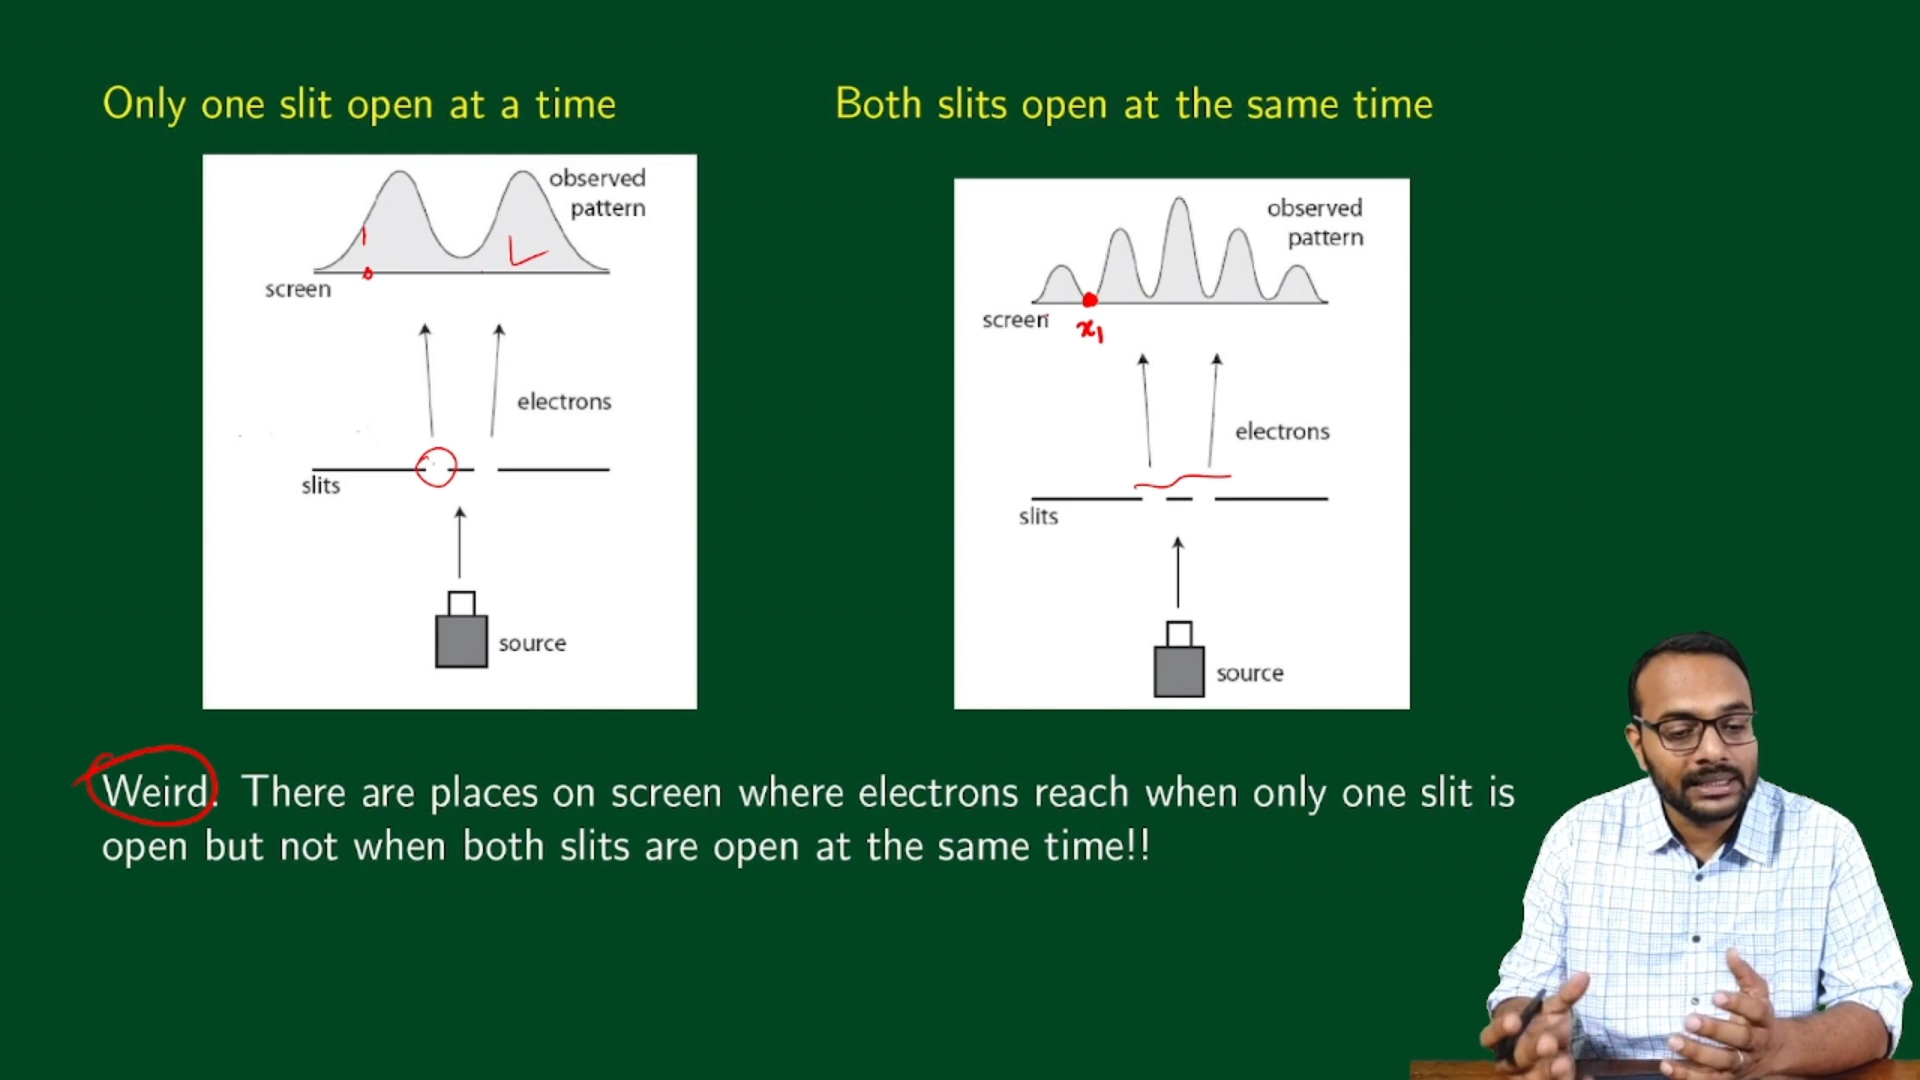 Only one slit open at a time
observed
pattern
screen
electrons
slits
source
Both slits open at the same time
observed
pattern
screen
x₁
electrons
slits
source
Weird. There are places on screen where electrons reach when only one slit is
open but not when both slits are open at the same time!!